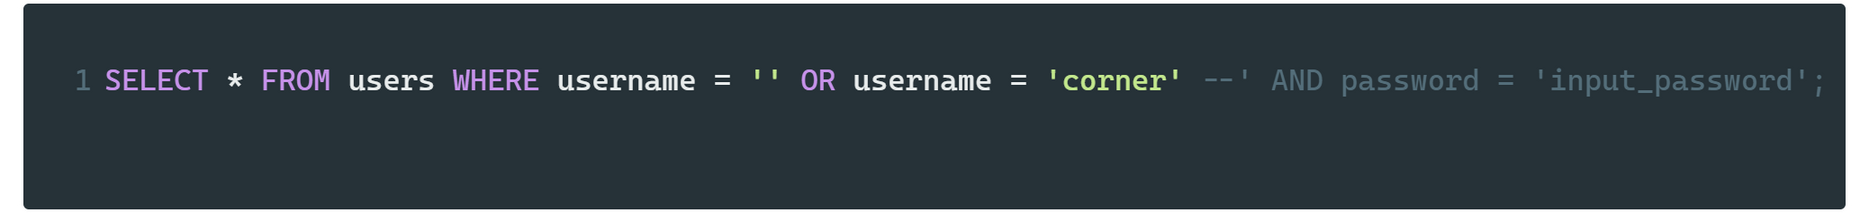 1 SELECT * FROM users WHERE username = '' OR username = 'corner' --' AND password = 'input_password';